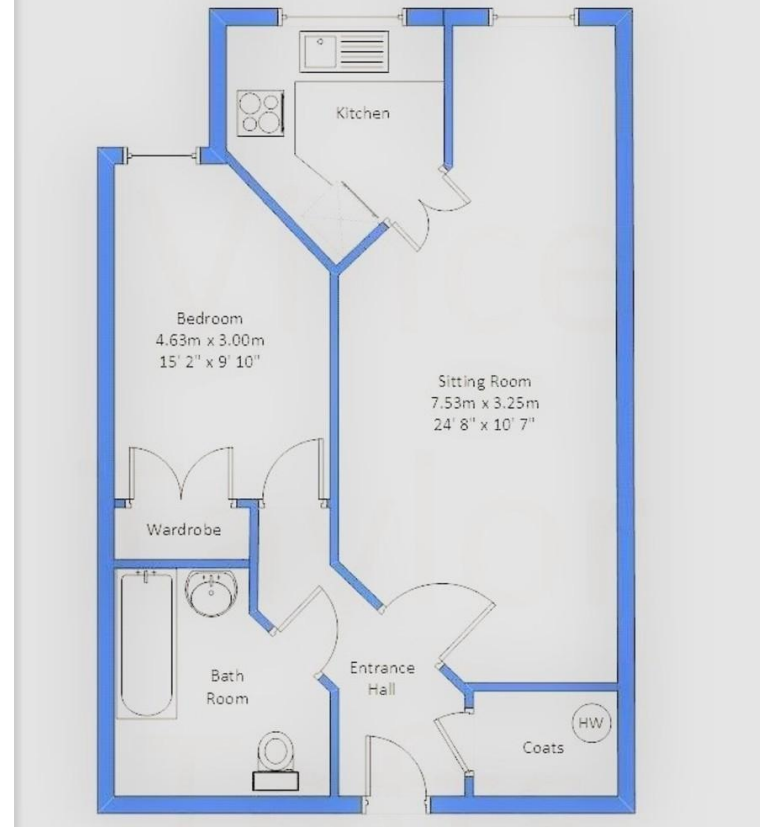 Kitchen
Bedroom
4.63m x 3.00m
15' 2" x 9' 10"
Sitting Room
7.53m x 3.25m
24' 8" x 10' 7"
Wardrobe
Bath
Room
Entrance
Hall
HW
Coats